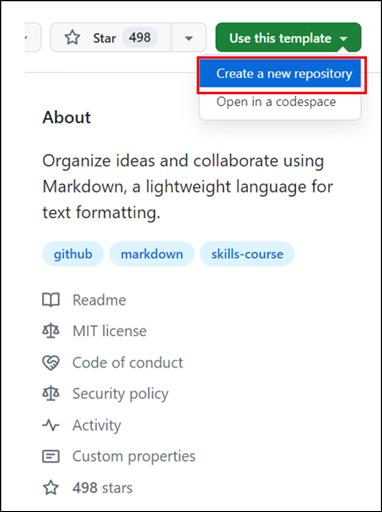 Star 498
Use this template
Create a new repository
Open in a codespace
About
Organize ideas and collaborate using
Markdown, a lightweight language for
text formatting.
github markdown skills-course
Readme
MIT license
Code of conduct
Security policy
Activity
Custom properties
498 stars